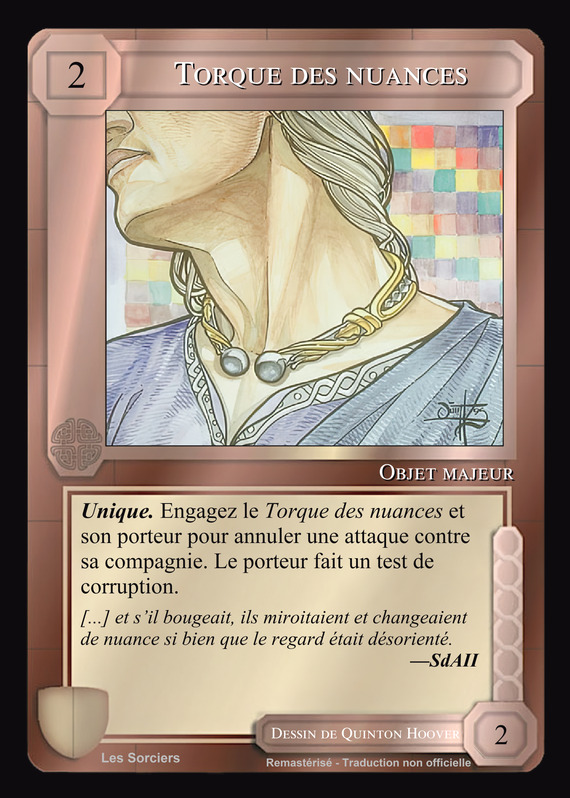 2
Torque des nuances
Objet majeur
Unique. Engagez le Torque des nuances et
son porteur pour annuler une attaque contre
sa compagnie. Le porteur fait un test de
corruption.
[...] et s’il bougeait, ils miroitaient et changeaient
de nuance si bien que le regard était désorienté.
—SdAII
Dessin de Quinton Hoover
2
Les Sorciers
Remastérisé - Traduction non officielle